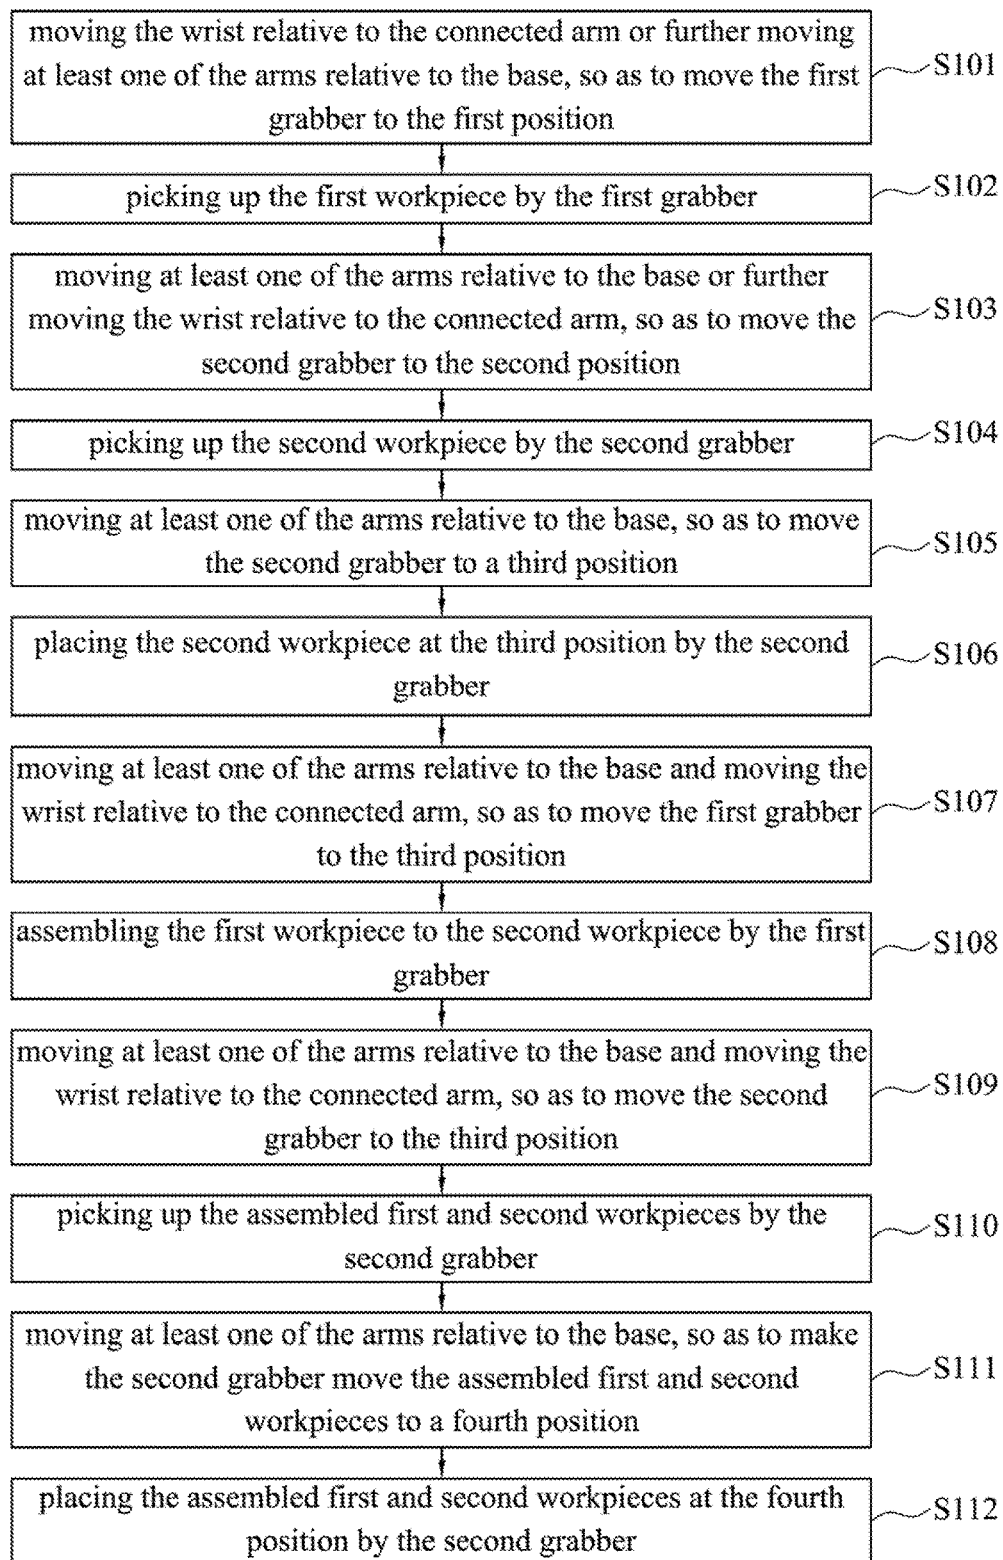 moving the wrist relative to the connected arm or further moving
at least one of the arms relative to the base, so as to move the first
grabber to the first position
S101
picking up the first workpiece by the first grabber
S102
moving at least one of the arms relative to the base or further
moving the wrist relative to the connected arm, so as to move the
second grabber to the second position
S103
picking up the second workpiece by the second grabber
S104
moving at least one of the arms relative to the base, so as to move
the second grabber to a third position
S105
placing the second workpiece at the third position by the second
grabber
S106
moving at least one of the arms relative to the base and moving the
wrist relative to the connected arm, so as to move the first grabber
to the third position
S107
assembling the first workpiece to the second workpiece by the first
grabber
S108
moving at least one of the arms relative to the base and moving the
wrist relative to the connected arm, so as to move the second
grabber to the third position
S109
picking up the assembled first and second workpieces by the
second grabber
S110
moving at least one of the arms relative to the base, so as to make
the second grabber move the assembled first and second
workpieces to a fourth position
S111
placing the assembled first and second workpieces at the fourth
position by the second grabber
S112